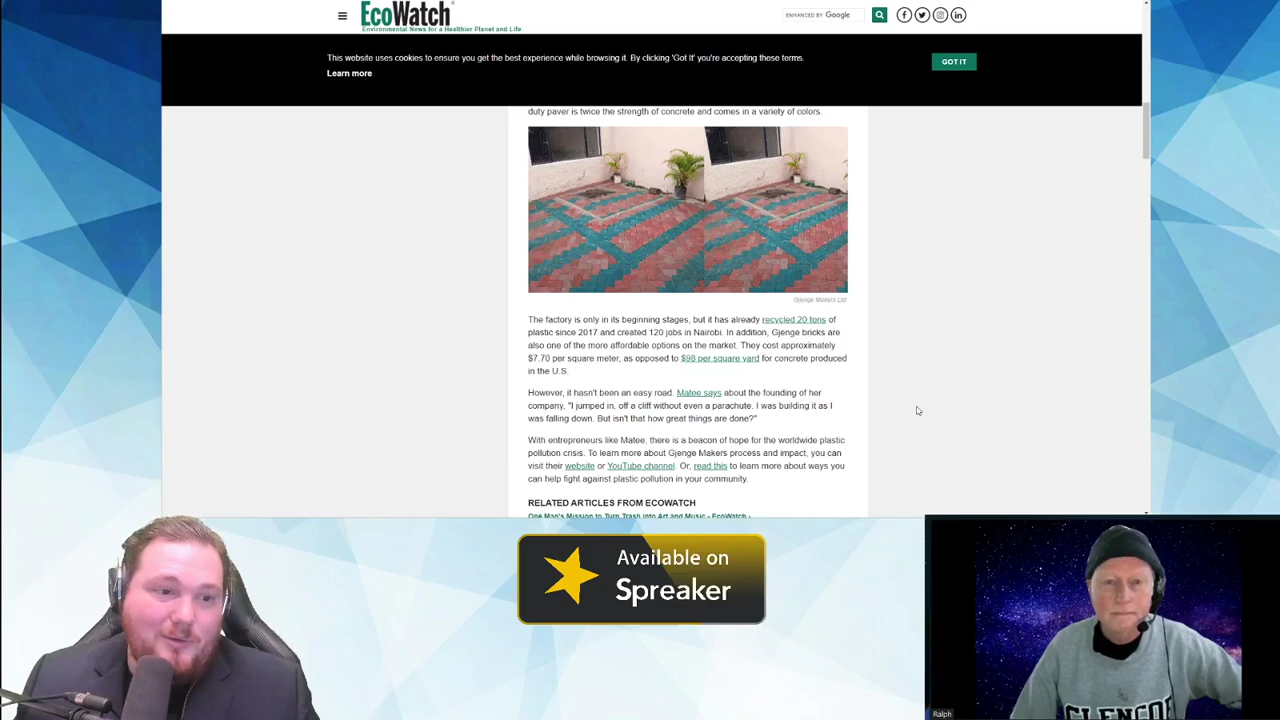 EcoWatch
Environmental News for a Healthier Planet and Life
ENHANCED BY Google
This website uses cookies to ensure you get the best experience while browsing it. By clicking 'Got It' you're accepting these terms.
Learn more
GOT IT
duty paver is twice the strength of concrete and comes in a variety of colors.
Gjenge Makers Ltd
The factory is only in its beginning stages, but it has already recycled 20 tons of
plastic since 2017 and created 120 jobs in Nairobi. In addition, Gjenge bricks are
also one of the more affordable options on the market. They cost approximately
$7.70 per square meter, as opposed to $98 per square yard for concrete produced
in the U.S.
However, it hasn't been an easy road. Matee says about the founding of her
company, "I jumped in, off a cliff without even a parachute. I was building it as I
was falling down. But isn't that how great things are done?"
With entrepreneurs like Matee, there is a beacon of hope for the worldwide plastic
pollution crisis. To learn more about Gjenge Makers process and impact, you can
visit their website or YouTube channel. Or, read this to learn more about ways you
can help fight against plastic pollution in your community.
RELATED ARTICLES FROM ECOWATCH
One Man's Mission to Turn Trash Into Art and Music - EcoWatch -
Available on
Spreaker
GLENCOE
Ralph